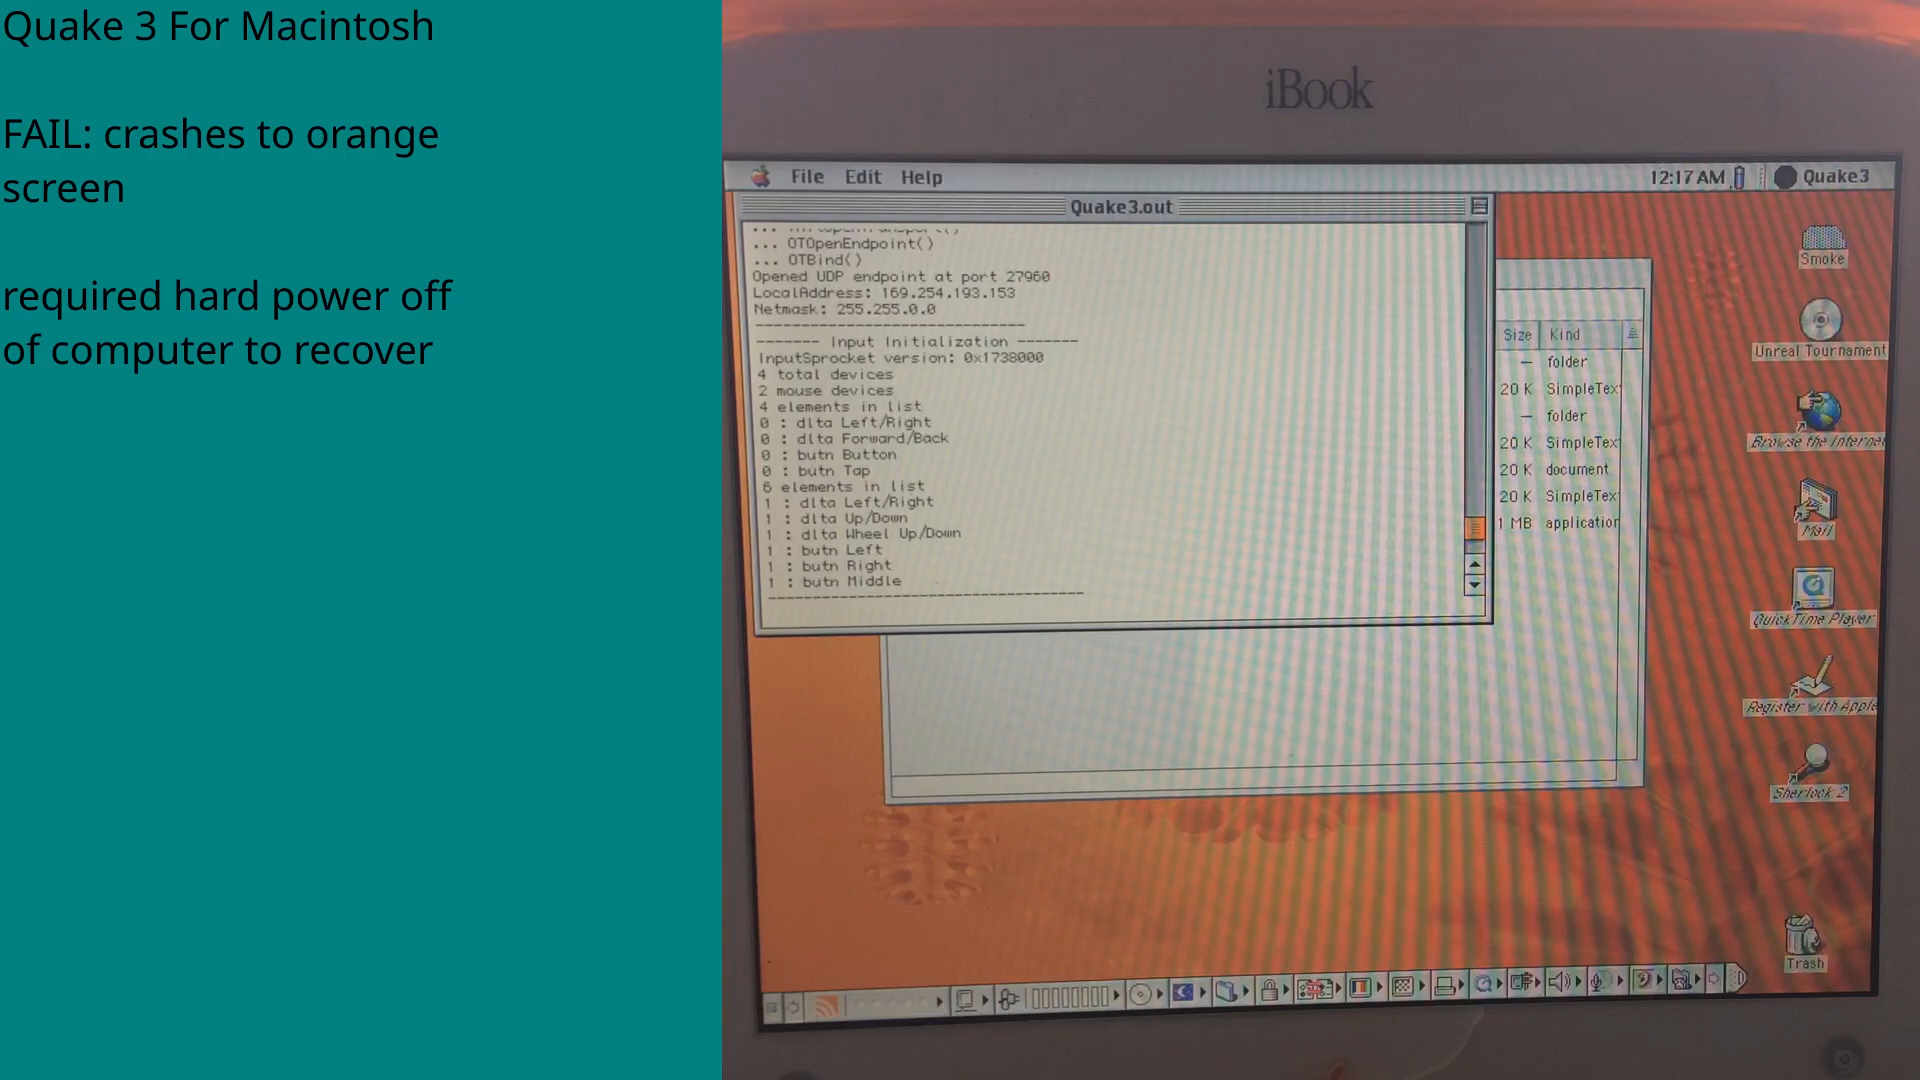 Quake 3 For Macintosh
FAIL: crashes to orange
screen
required hard power off
of computer to recover
iBook
File Edit Help
12:17 AM
Quake3
Quake3.out
... OTOpenEndpoint()
... OTBind()
Opened UDP endpoint at port 27960
LocalAddress: 169.254.193.153
Netmask: 255.255.0.0
------------------------------
------- Input Initialization -------
InputSprocket version: 0x1738000
4 total devices
2 mouse devices
4 elements in list
0 : dlta Left/Right
0 : dlta Forward/Back
0 : butn Button
0 : butn Tap
6 elements in list
1 : dlta Left/Right
1 : dlta Up/Down
1 : dlta Wheel Up/Down
1 : butn Left
1 : butn Right
1 : butn Middle
-----------------------------------
Size Kind
— folder
20 K SimpleTex
— folder
20 K SimpleTex
20 K document
20 K SimpleTex
1 MB application
Smoke
Unreal Tournament
Browse the Internet
Mail
QuickTime Player
Register with Apple
Sherlock 2
Trash